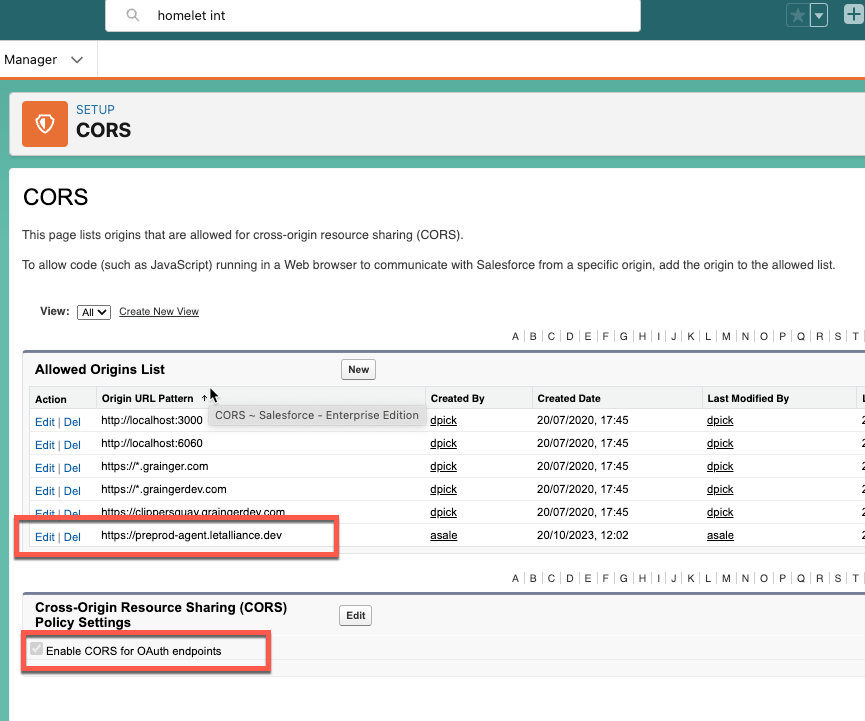 homelet int
Manager
SETUP
CORS
CORS
This page lists origins that are allowed for cross-origin resource sharing (CORS).
To allow code (such as JavaScript) running in a Web browser to communicate with Salesforce from a specific origin, add the origin to the allowed list.
View: All Create New View
A | B | C | D | E | F | G | H | I | J | K | L | M | N | O | P | Q | R | S | T |
Allowed Origins List New
Action Origin URL Pattern ↑ Created By Created Date Last Modified By
CORS ~ Salesforce - Enterprise Edition
Edit | Del http://localhost:3000 dpick 20/07/2020, 17:45 dpick 2
Edit | Del http://localhost:6060 dpick 20/07/2020, 17:45 dpick 2
Edit | Del https://*.grainger.com dpick 20/07/2020, 17:45 dpick 2
Edit | Del https://*.graingerdev.com dpick 20/07/2020, 17:45 dpick 2
Edit | Del https://clippersquay.graingerdev.com dpick 20/07/2020, 17:45 dpick 2
Edit | Del https://preprod-agent.letalliance.dev asale 20/10/2023, 12:02 asale 2
A | B | C | D | E | F | G | H | I | J | K | L | M | N | O | P | Q | R | S | T |
Cross-Origin Resource Sharing (CORS)
Policy Settings Edit
Enable CORS for OAuth endpoints